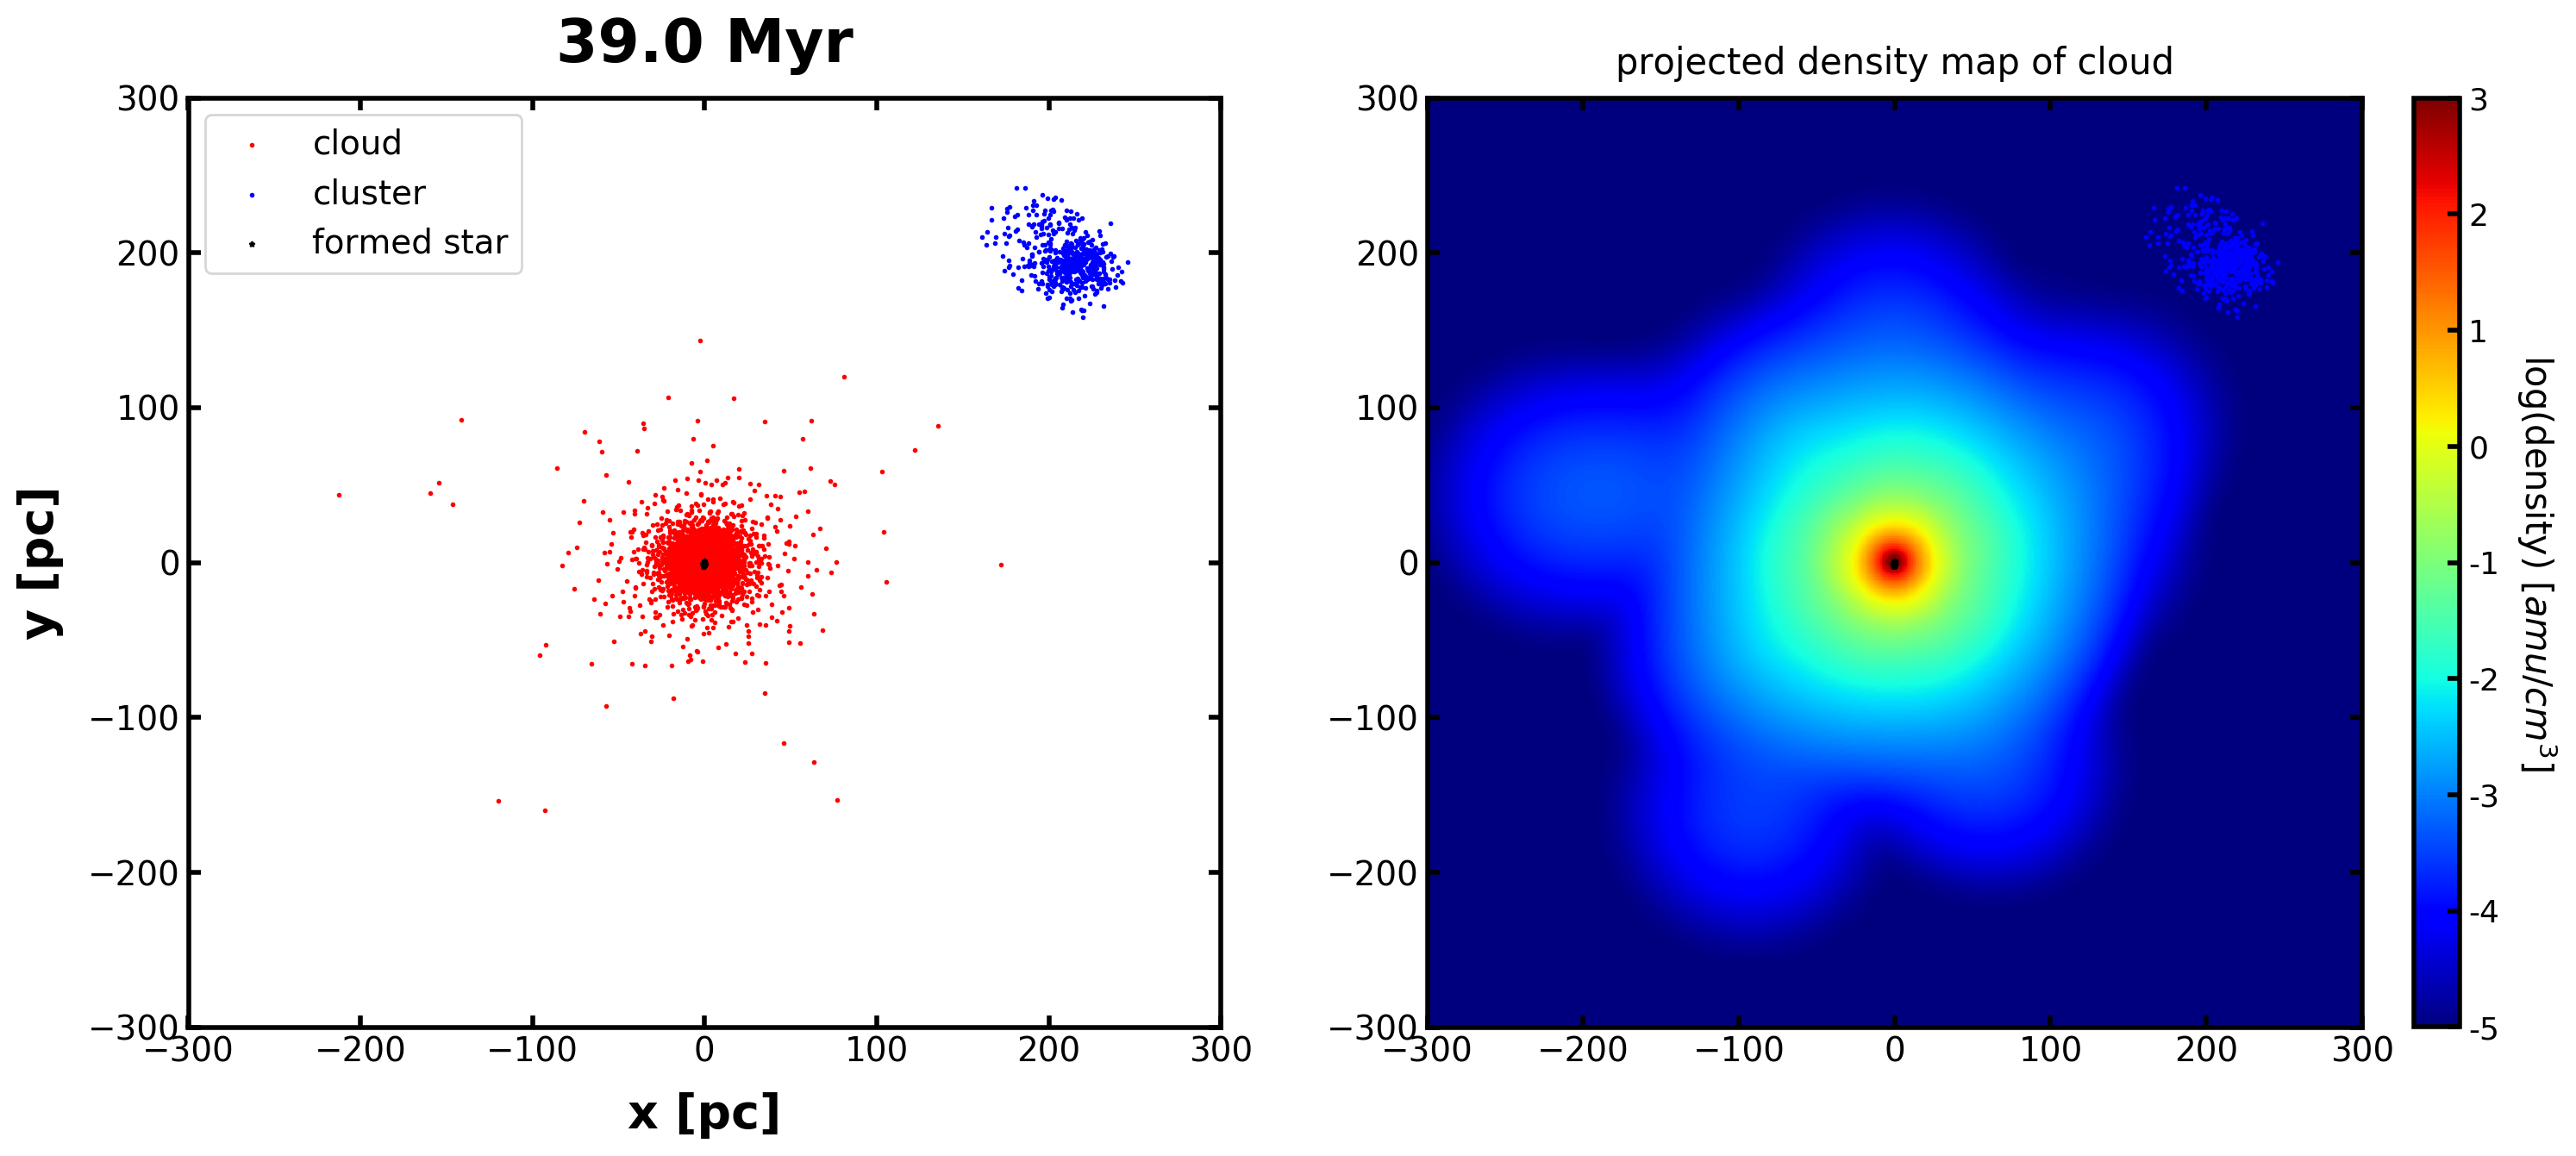 39.0 Myr
projected density map of cloud
cloud
cluster
formed star
300
200
100
0
−100
−200
−300
y [pc]
−300 −200 −100 0 100 200 300
x [pc]
300
200
100
0
−100
−200
−300
−300 −200 −100 0 100 200 300
3
2
1
0
-1
-2
-3
-4
-5
log(density) [amu/cm³]